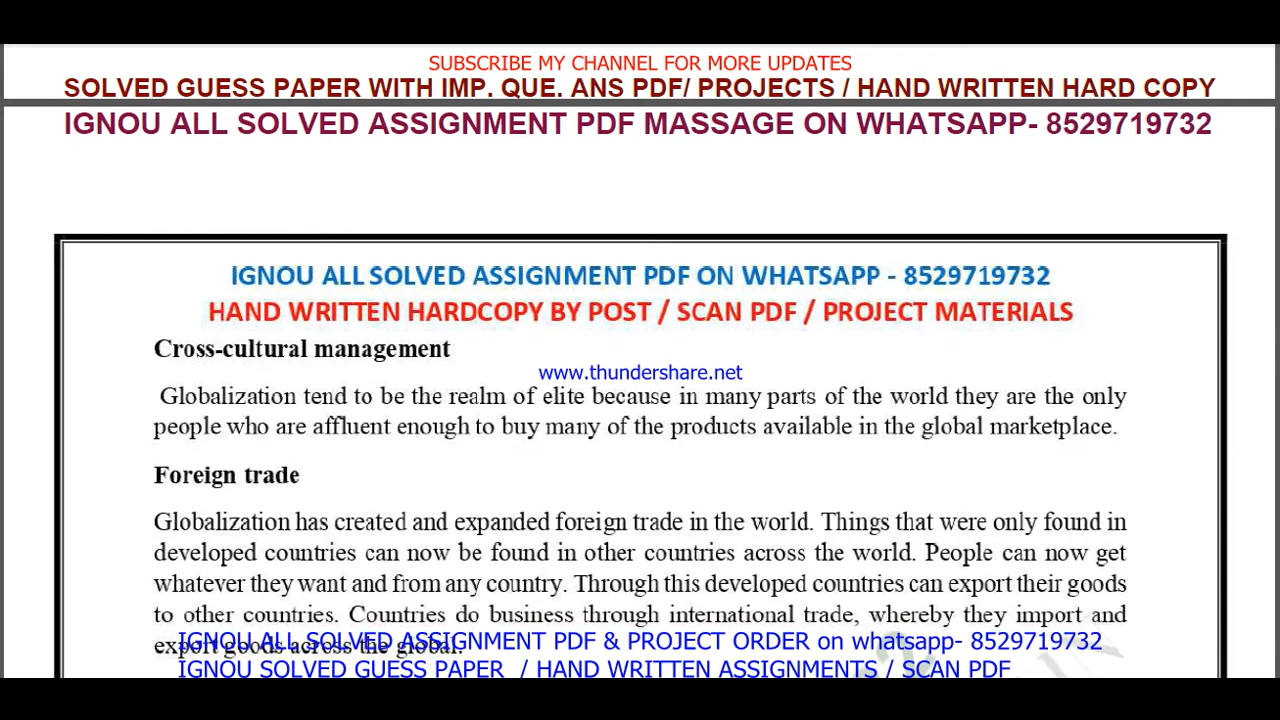 SUBSCRIBE MY CHANNEL FOR MORE UPDATES
SOLVED GUESS PAPER WITH IMP. QUE. ANS PDF/ PROJECTS / HAND WRITTEN HARD COPY
IGNOU ALL SOLVED ASSIGNMENT PDF MASSAGE ON WHATSAPP- 8529719732
IGNOU ALL SOLVED ASSIGNMENT PDF ON WHATSAPP - 8529719732
HAND WRITTEN HARDCOPY BY POST / SCAN PDF / PROJECT MATERIALS
Cross-cultural management
www.thundershare.net
Globalization tend to be the realm of elite because in many parts of the world they are the only
people who are affluent enough to buy many of the products available in the global marketplace.
Foreign trade
Globalization has created and expanded foreign trade in the world. Things that were only found in
developed countries can now be found in other countries across the world. People can now get
whatever they want and from any country. Through this developed countries can export their goods
to other countries. Countries do business through international trade, whereby they import and
export goods across the global.
IGNOU ALL SOLVED ASSIGNMENT PDF & PROJECT ORDER on whatsapp- 8529719732
IGNOU SOLVED GUESS PAPER / HAND WRITTEN ASSIGNMENTS / SCAN PDF